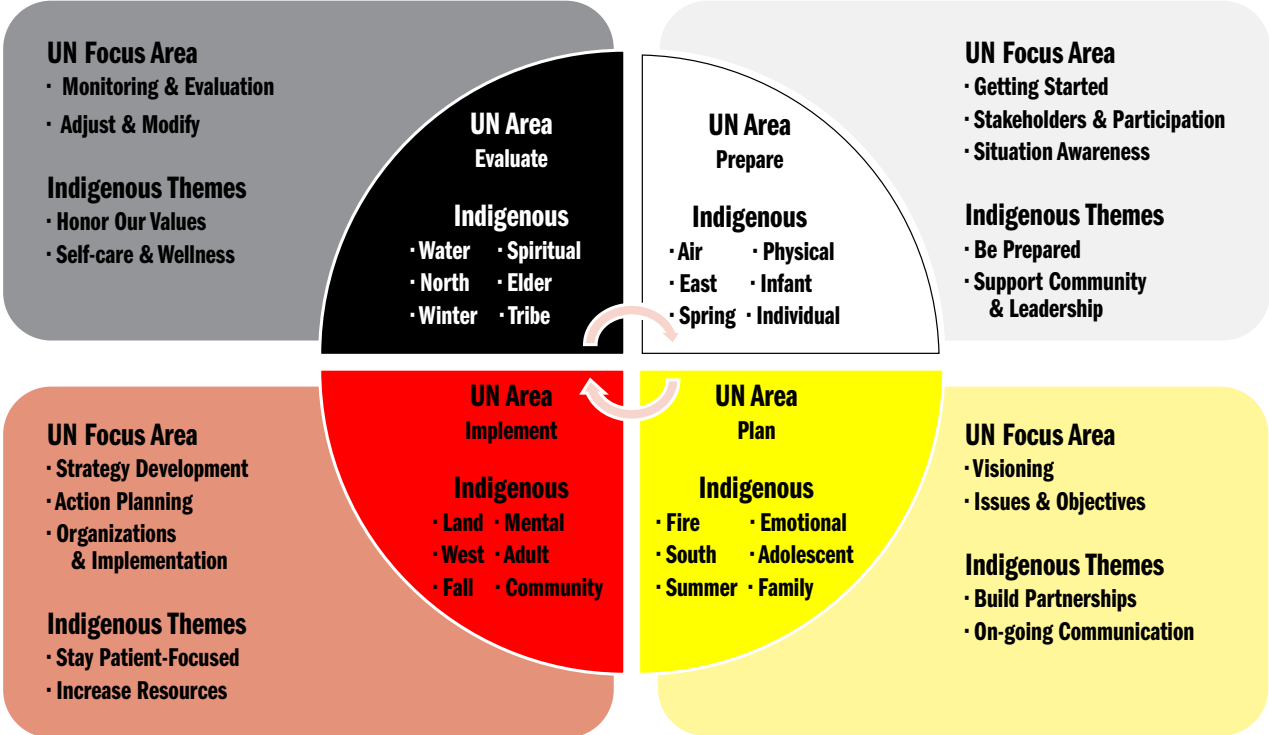 UN Focus Area
· Monitoring & Evaluation
· Adjust & Modify
Indigenous Themes
· Honor Our Values
· Self-care & Wellness
UN Area
Evaluate
Indigenous
· Water · Spiritual
· North · Elder
· Winter · Tribe
UN Area
Prepare
Indigenous
· Air · Physical
· East · Infant
· Spring · Individual
UN Focus Area
· Getting Started
· Stakeholders & Participation
· Situation Awareness
Indigenous Themes
· Be Prepared
· Support Community
& Leadership
UN Focus Area
· Strategy Development
· Action Planning
· Organizations
& Implementation
Indigenous Themes
· Stay Patient-Focused
· Increase Resources
UN Area
Implement
Indigenous
· Land · Mental
· West · Adult
· Fall · Community
UN Area
Plan
Indigenous
· Fire · Emotional
· South · Adolescent
· Summer · Family
UN Focus Area
· Visioning
· Issues & Objectives
Indigenous Themes
· Build Partnerships
· On-going Communication